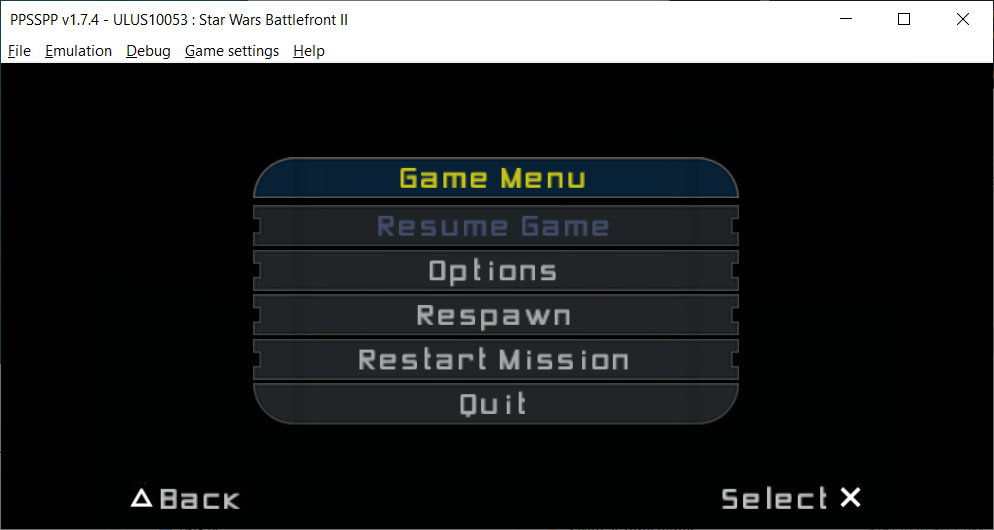 PPSSPP v1.7.4 - ULUS10053 : Star Wars Battlefront II
File Emulation Debug Game settings Help
Game Menu
Resume Game
Options
Respawn
Restart Mission
Quit
Back Select